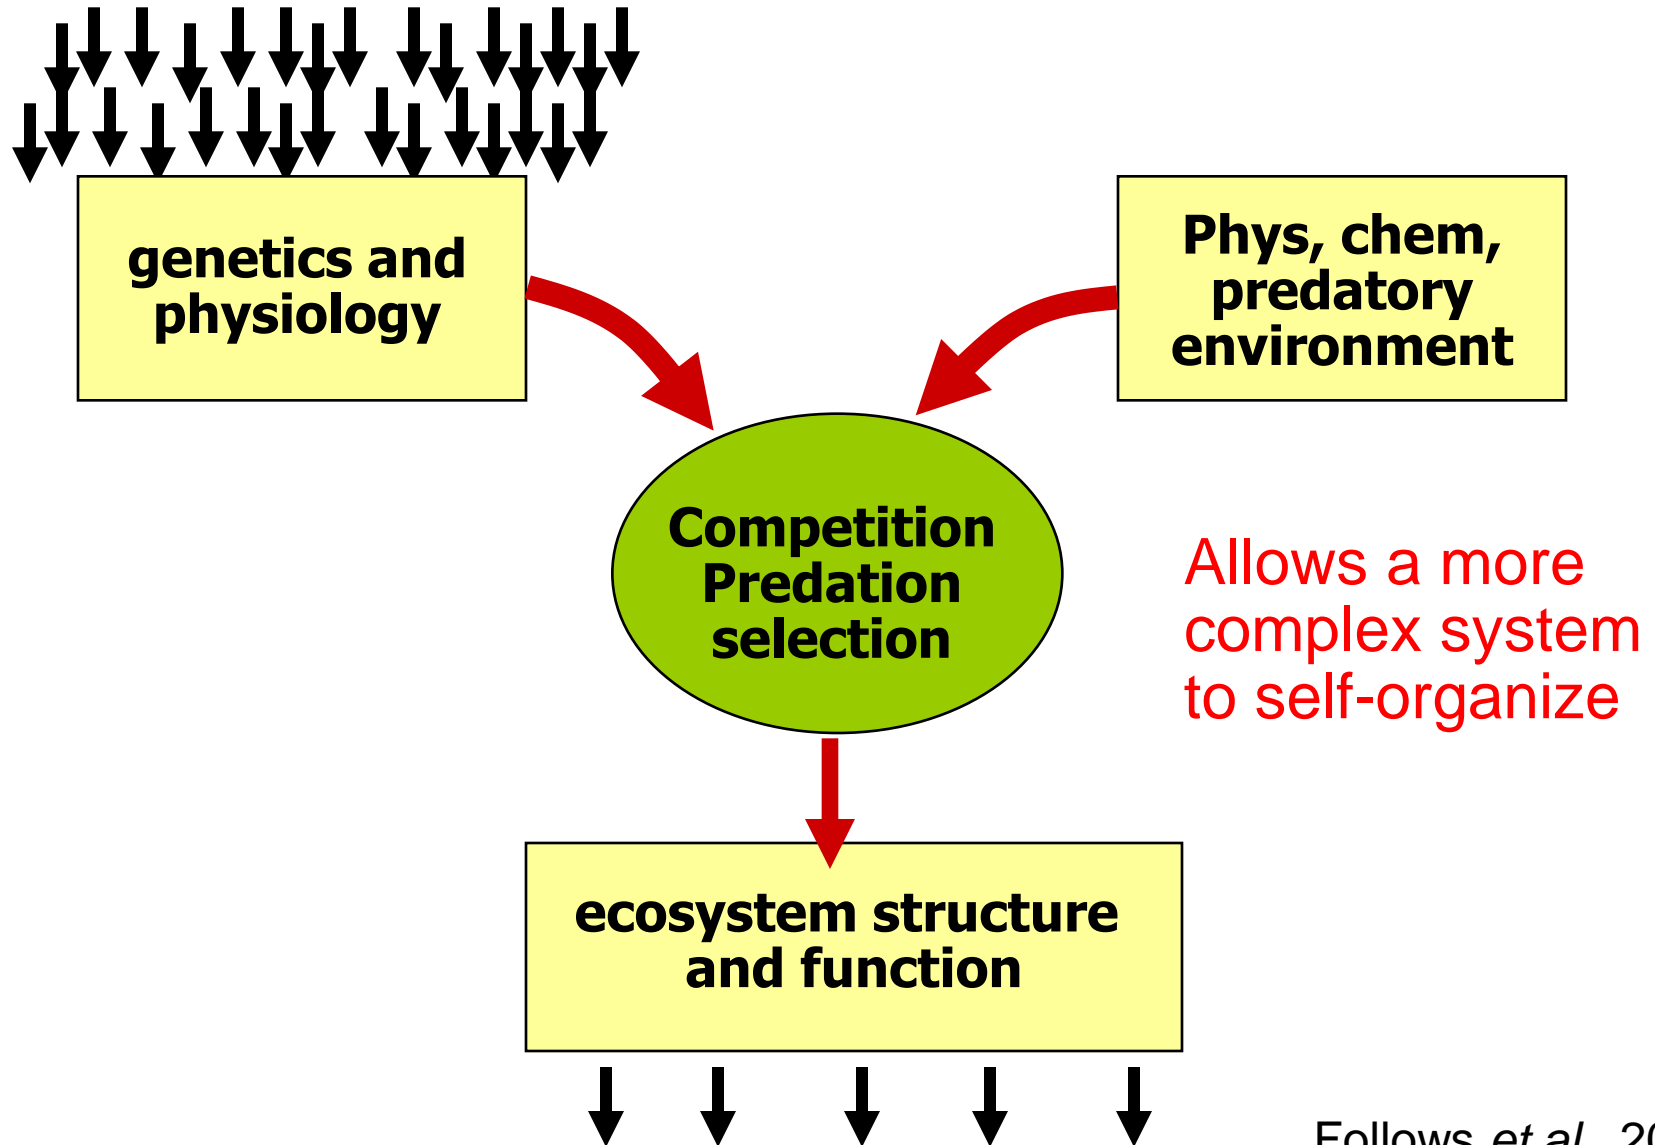 genetics and
physiology
Phys, chem,
predatory
environment
Competition
Predation
selection
Allows a more
complex system
to self-organize
ecosystem structure
and function
Follows et al., 20